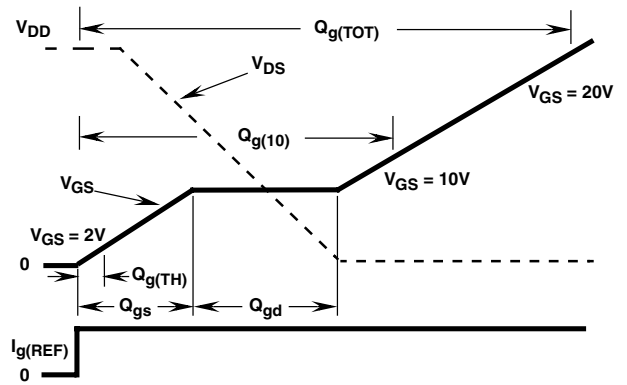 V_DD
Q_g(TOT)
V_DS
V_GS = 20V
Q_g(10)
V_GS
V_GS = 10V
V_GS = 2V
0
Q_g(TH)
Q_gs
Q_gd
I_g(REF)
0